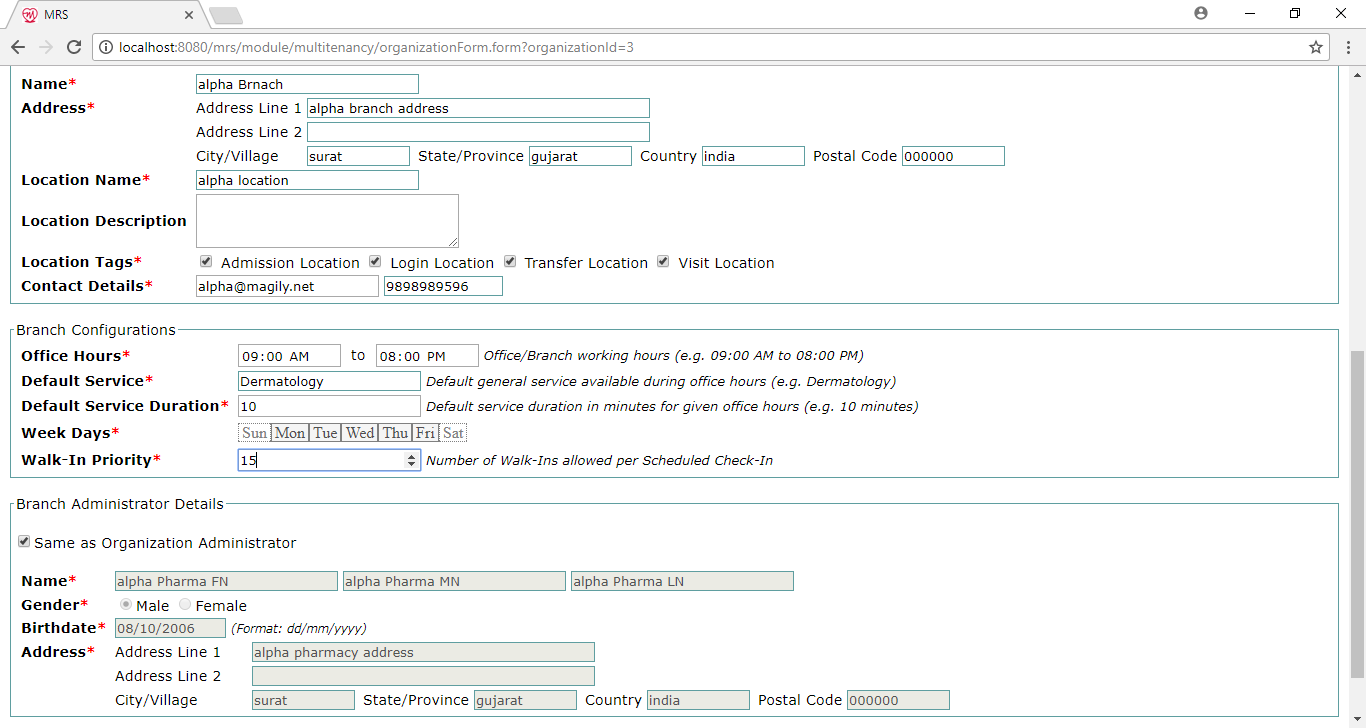 MRS
localhost:8080/mrs/module/multitenancy/organizationForm.form?organizationId=3
Name* alpha Brnach
Address* Address Line 1 alpha branch address
Address Line 2
City/Village surat State/Province gujarat Country india Postal Code 000000
Location Name* alpha location
Location Description
Location Tags* Admission Location Login Location Transfer Location Visit Location
Contact Details* alpha@magily.net 9898989596
Branch Configurations
Office Hours* 09:00 AM to 08:00 PM Office/Branch working hours (e.g. 09:00 AM to 08:00 PM)
Default Service* Dermatology Default general service available during office hours (e.g. Dermatology)
Default Service Duration* 10 Default service duration in minutes for given office hours (e.g. 10 minutes)
Week Days* Sun Mon Tue Wed Thu Fri Sat
Walk-In Priority* 15 Number of Walk-Ins allowed per Scheduled Check-In
Branch Administrator Details
Same as Organization Administrator
Name* alpha Pharma FN alpha Pharma MN alpha Pharma LN
Gender* Male Female
Birthdate* 08/10/2006 (Format: dd/mm/yyyy)
Address* Address Line 1 alpha pharmacy address
Address Line 2
City/Village surat State/Province gujarat Country india Postal Code 000000